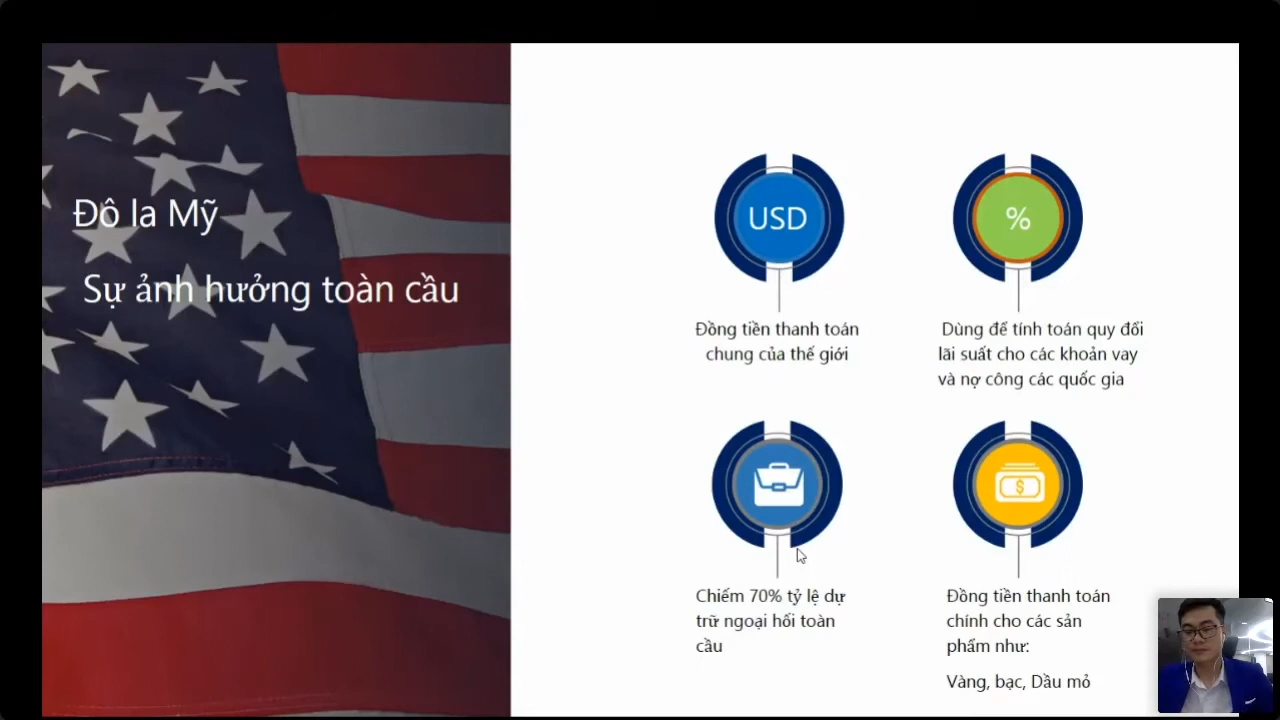 Đô la Mỹ
Sự ảnh hưởng toàn cầu
USD
Đồng tiền thanh toán
chung của thế giới
%
Dùng để tính toán quy đổi
lãi suất cho các khoản vay
và nợ công các quốc gia
Chiếm 70% tỷ lệ dự
trữ ngoại hối toàn
cầu
$
Đồng tiền thanh toán
chính cho các sản
phẩm như:
Vàng, bạc, Dầu mỏ